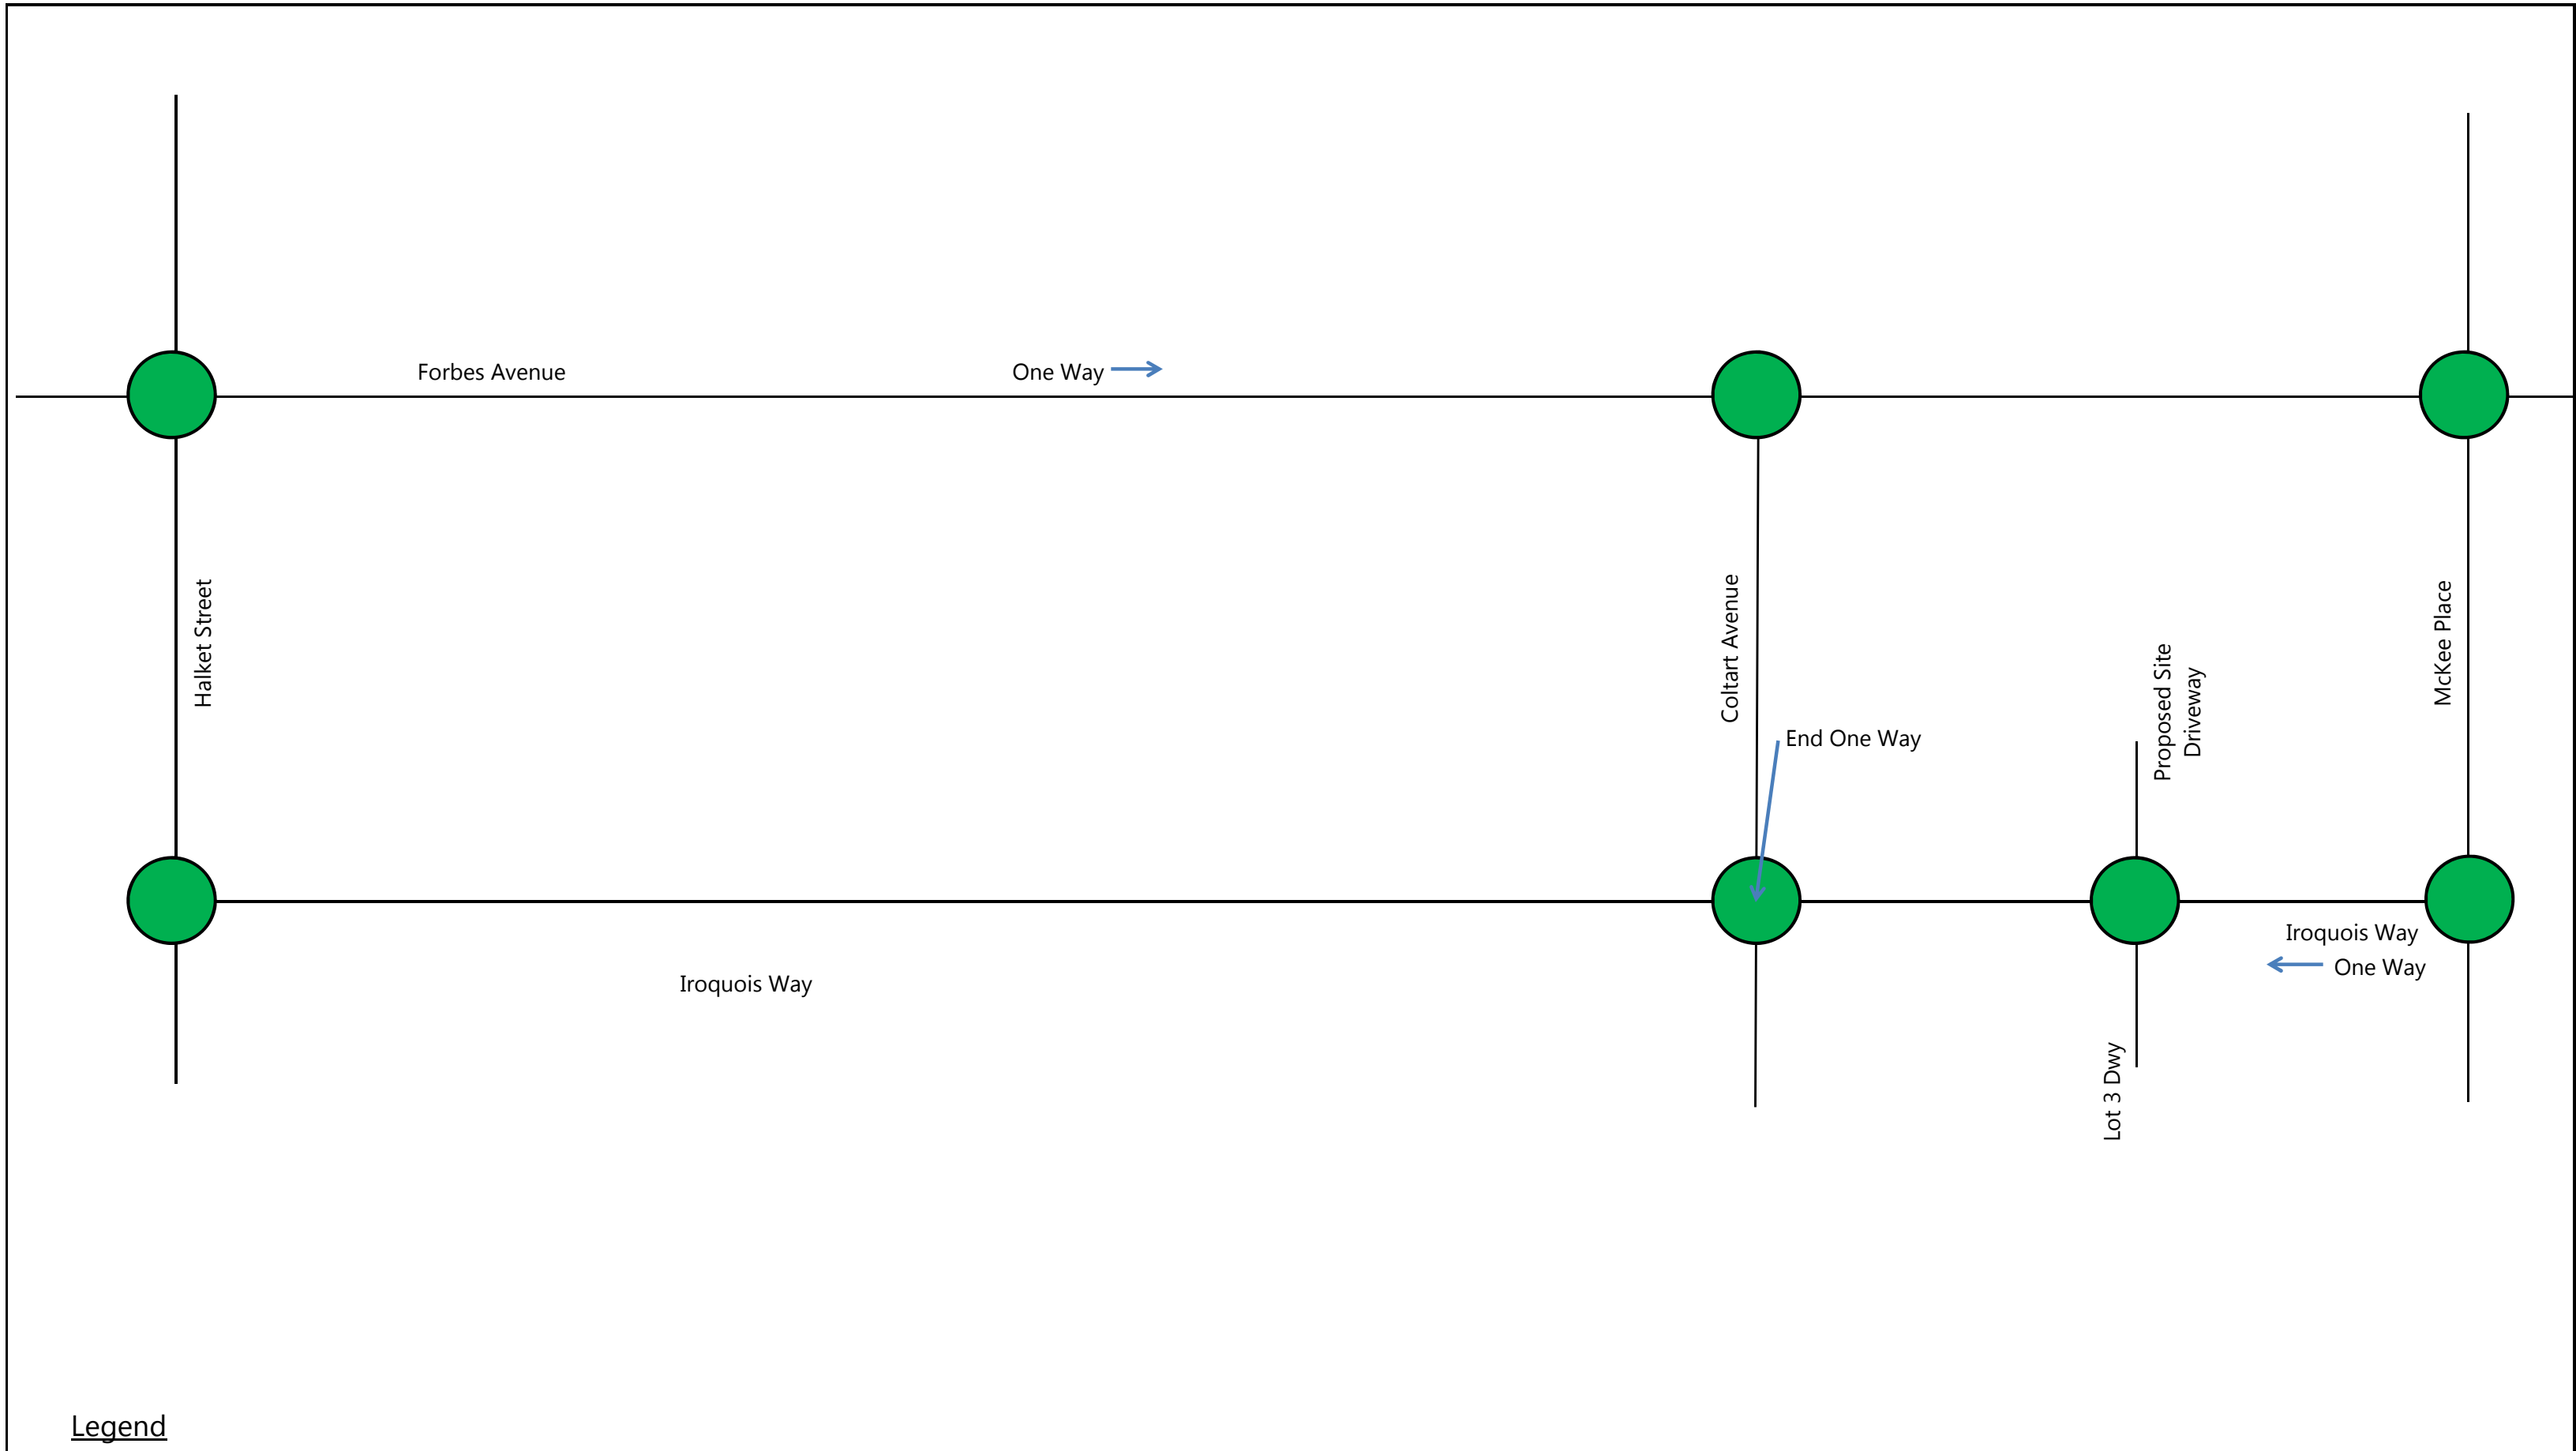 Forbes Avenue
One Way
Halket Street
Coltart Avenue
McKee Place
Proposed Site
Driveway
End One Way
Iroquois Way
One Way
Iroquois Way
Lot 3 Dwy
Legend